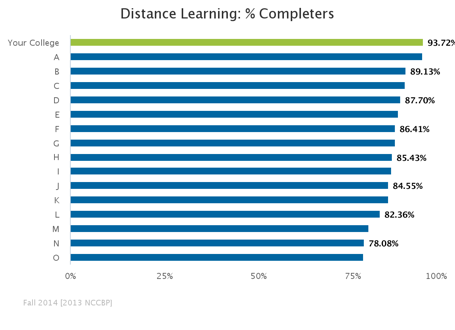 Distance Learning: % Completers
Your College 93.72%
A
B 89.13%
C
D 87.70%
E
F 86.41%
G
H 85.43%
I
J 84.55%
K
L 82.36%
M
N 78.08%
O
0% 25% 50% 75% 100%
Fall 2014 [2013 NCCBP]